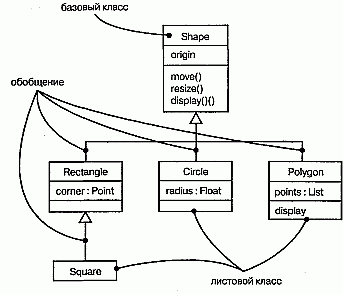 базовый класс
Shape
origin
move()
resize()
display()()
обобщение
Rectangle
corner : Point
Circle
radius : Float
Polygon
points : List
display
Square
листовой класс